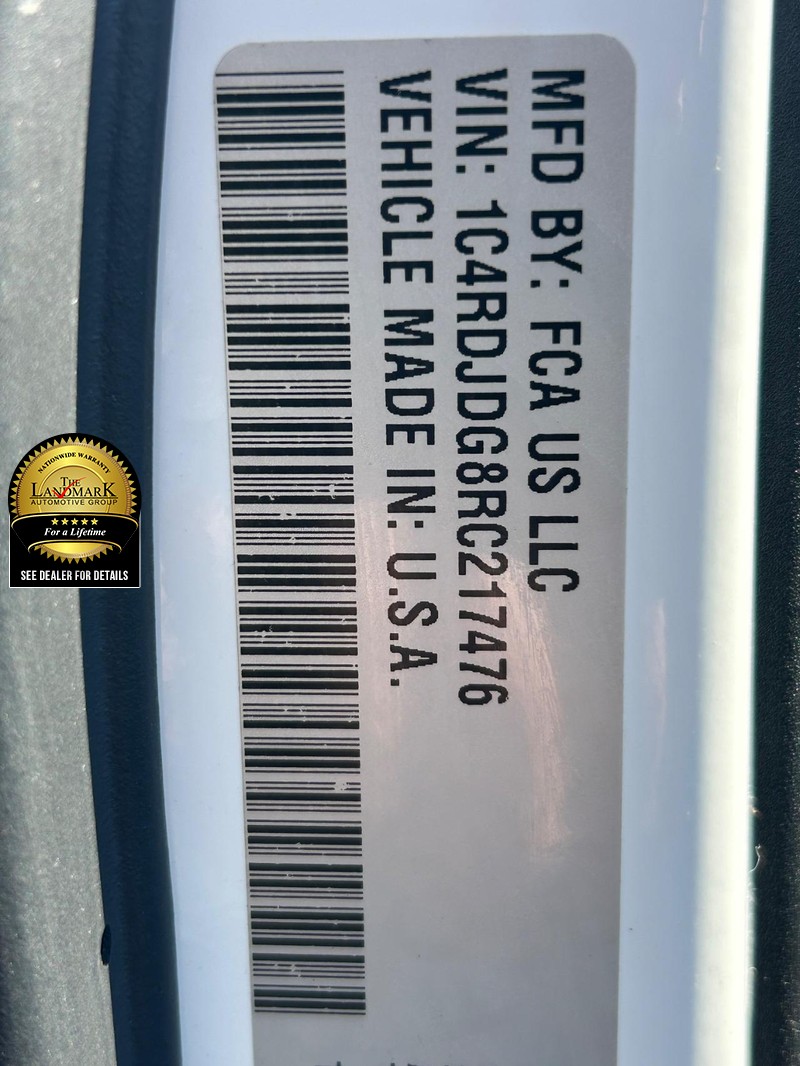 MFD BY: FCA US LLC
VIN: 1C4RDJDG8RC217476
VEHICLE MADE IN: U.S.A.
NATIONWIDE WARRANTY
THE
LANDMARK
AUTOMOTIVE GROUP
For a Lifetime
SEE DEALER FOR DETAILS